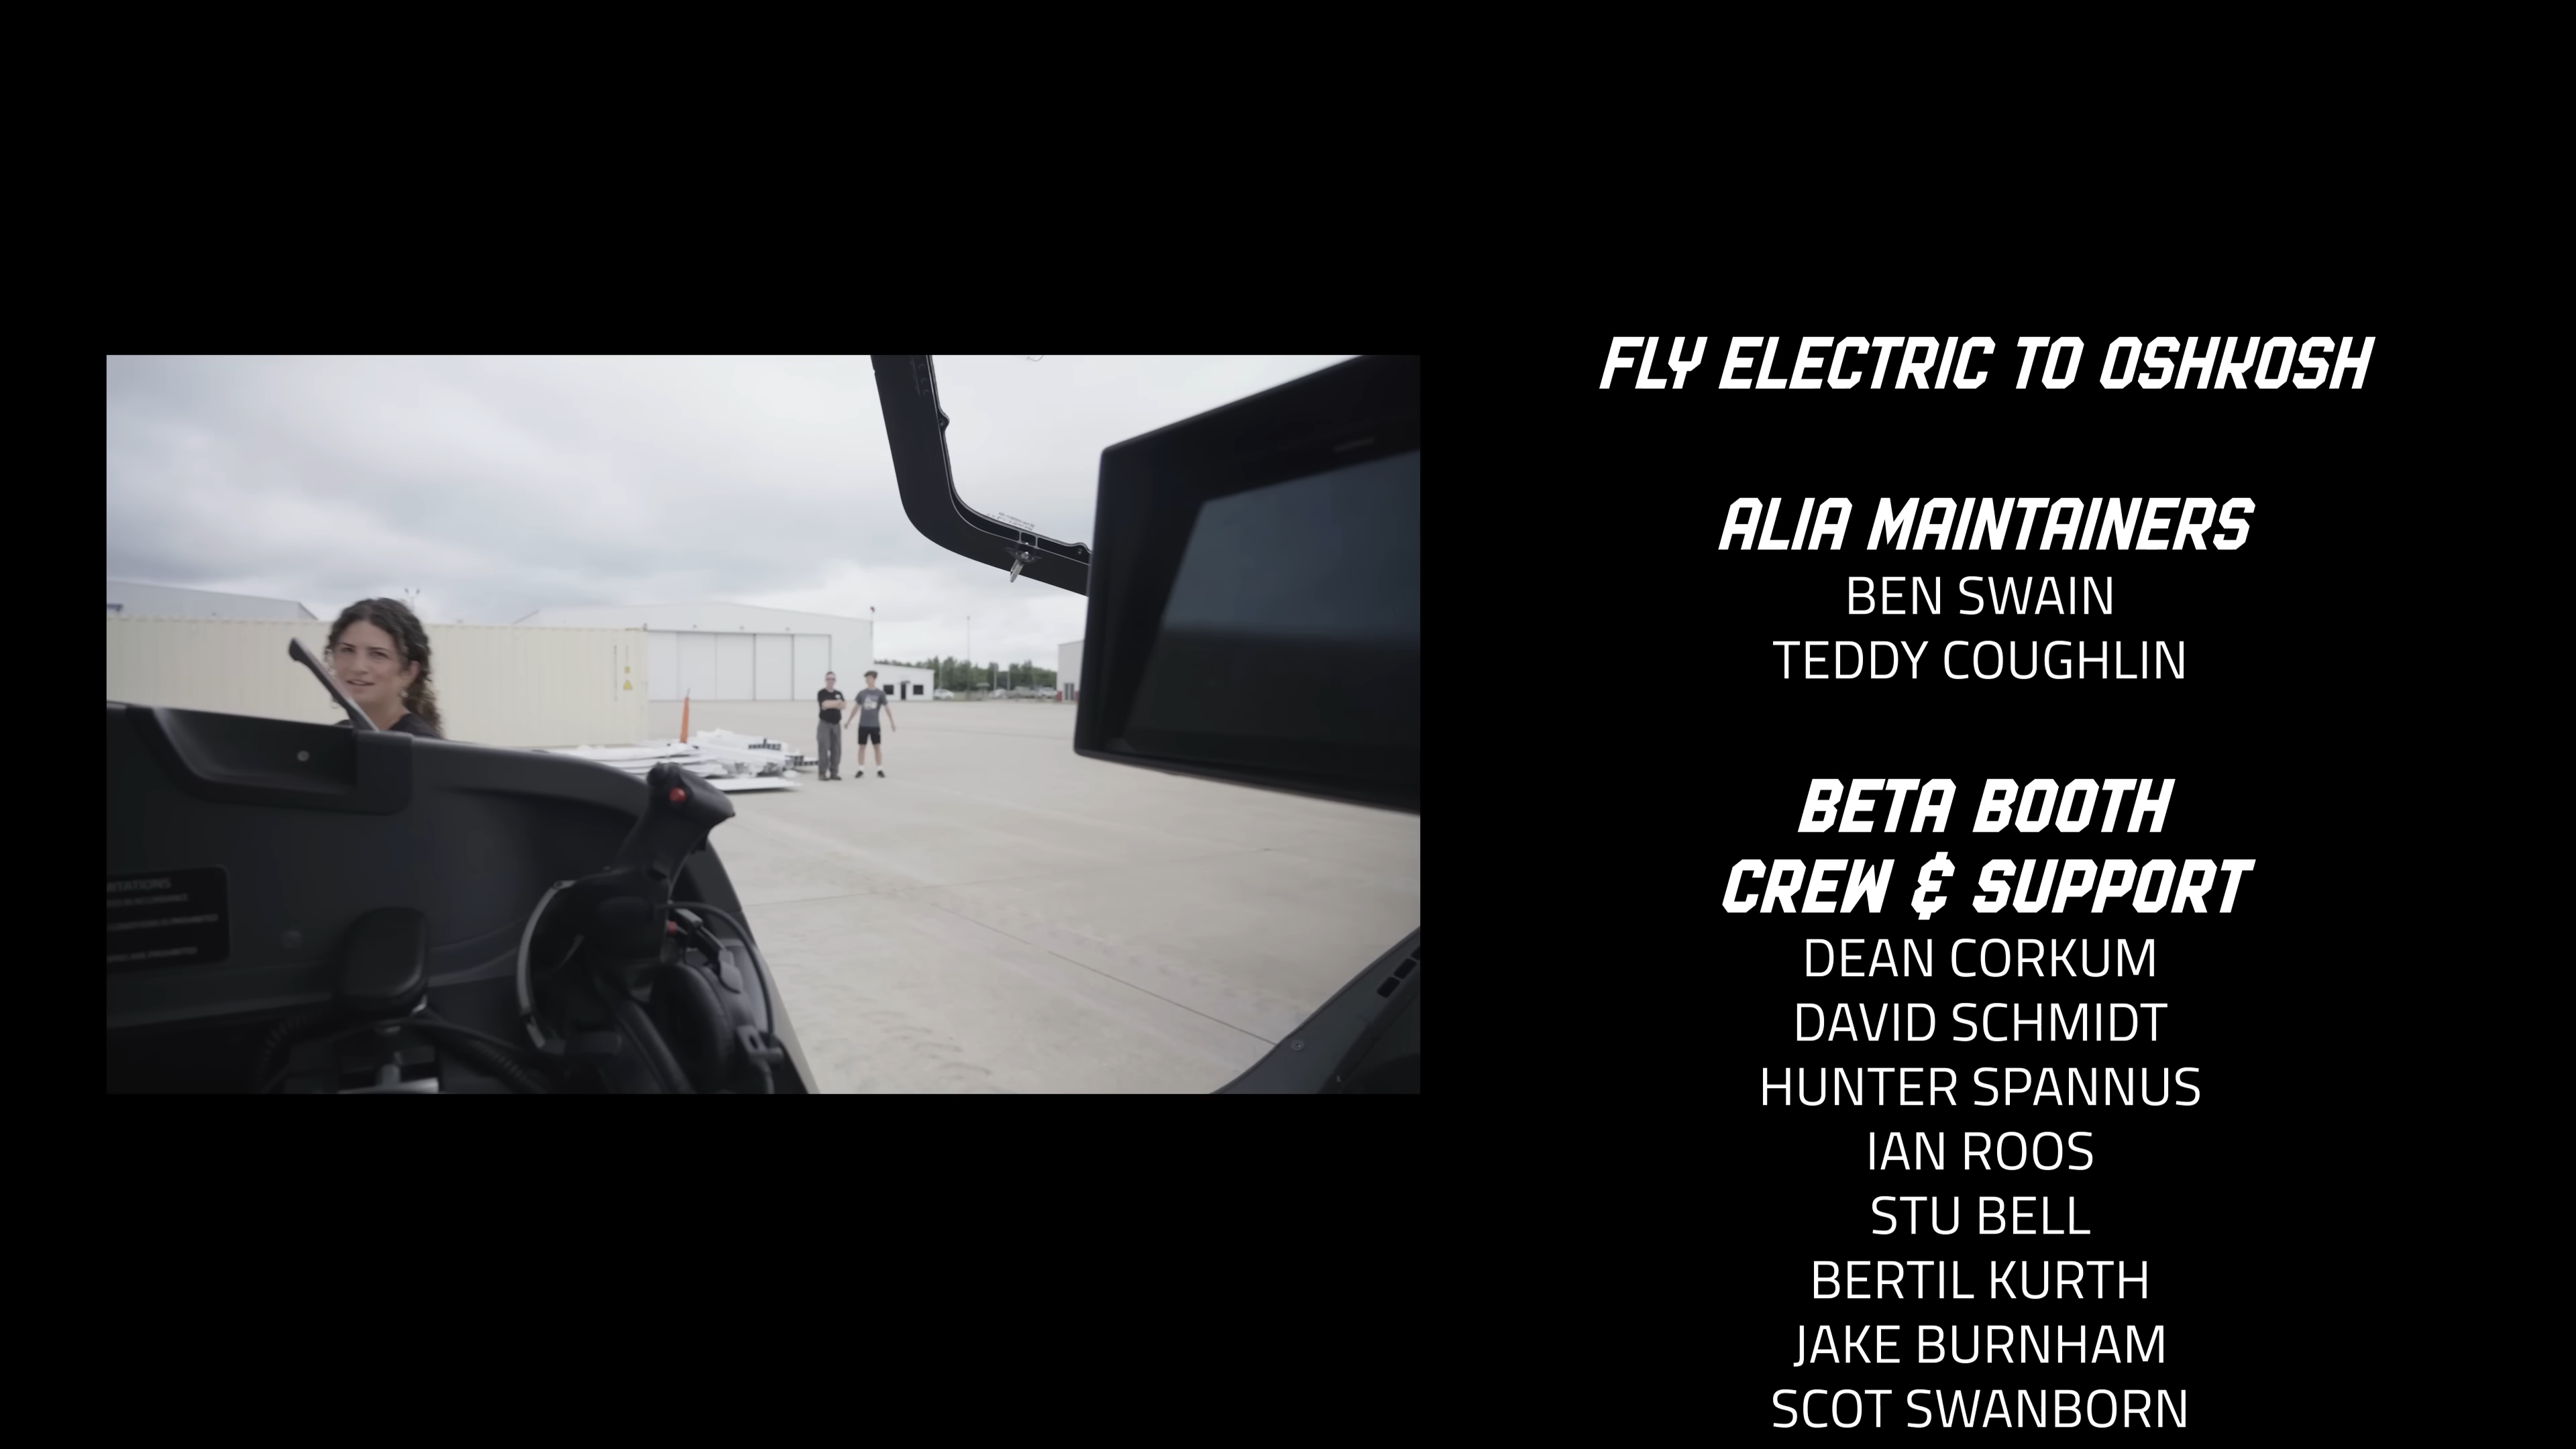 FLY ELECTRIC TO OSHKOSH
ALIA MAINTAINERS
BEN SWAIN
TEDDY COUGHLIN
BETA BOOTH
CREW & SUPPORT
DEAN CORKUM
DAVID SCHMIDT
HUNTER SPANNUS
IAN ROOS
STU BELL
BERTIL KURTH
JAKE BURNHAM
SCOT SWANBORN